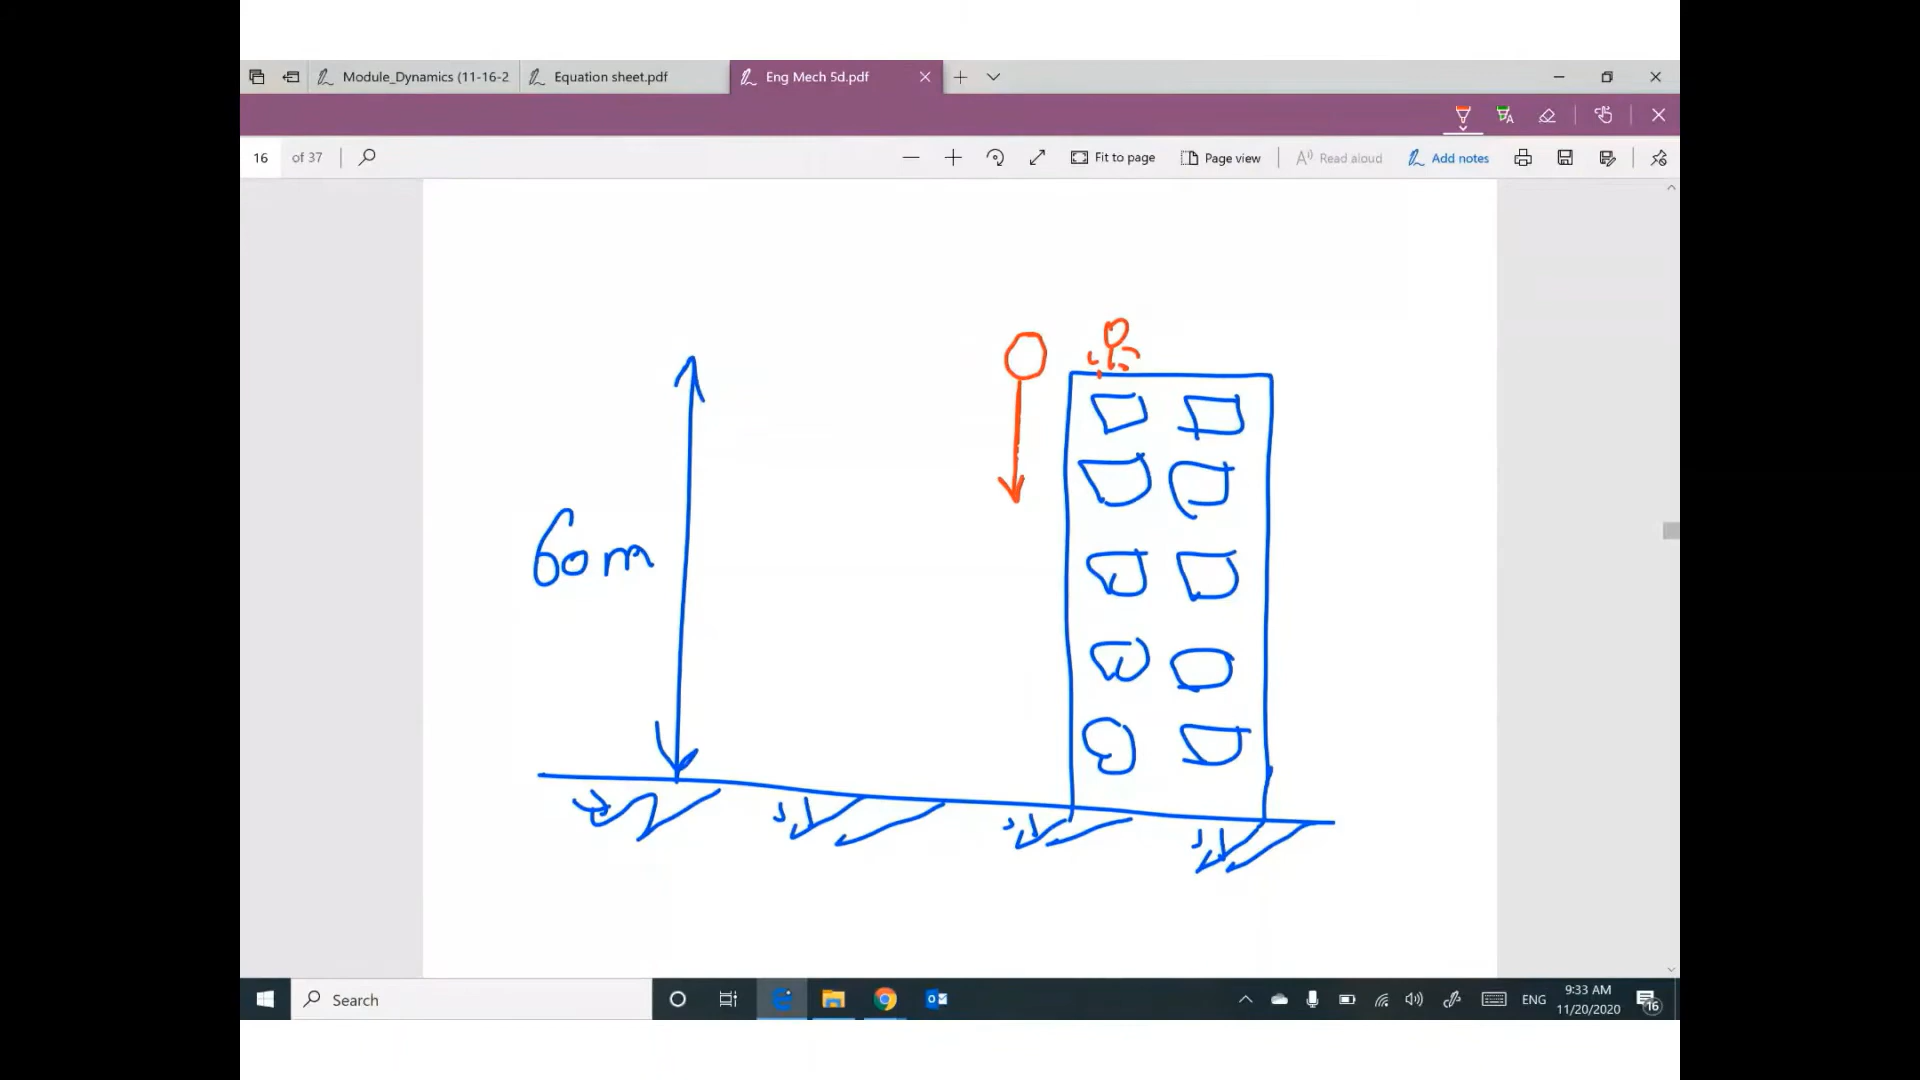 Module_Dynamics (11-16-2
Equation sheet.pdf
Eng Mech 5d.pdf
16 of 37
Fit to page
Page view
Read aloud
Add notes
60m
Search
ENG
9:33 AM
11/20/2020
16